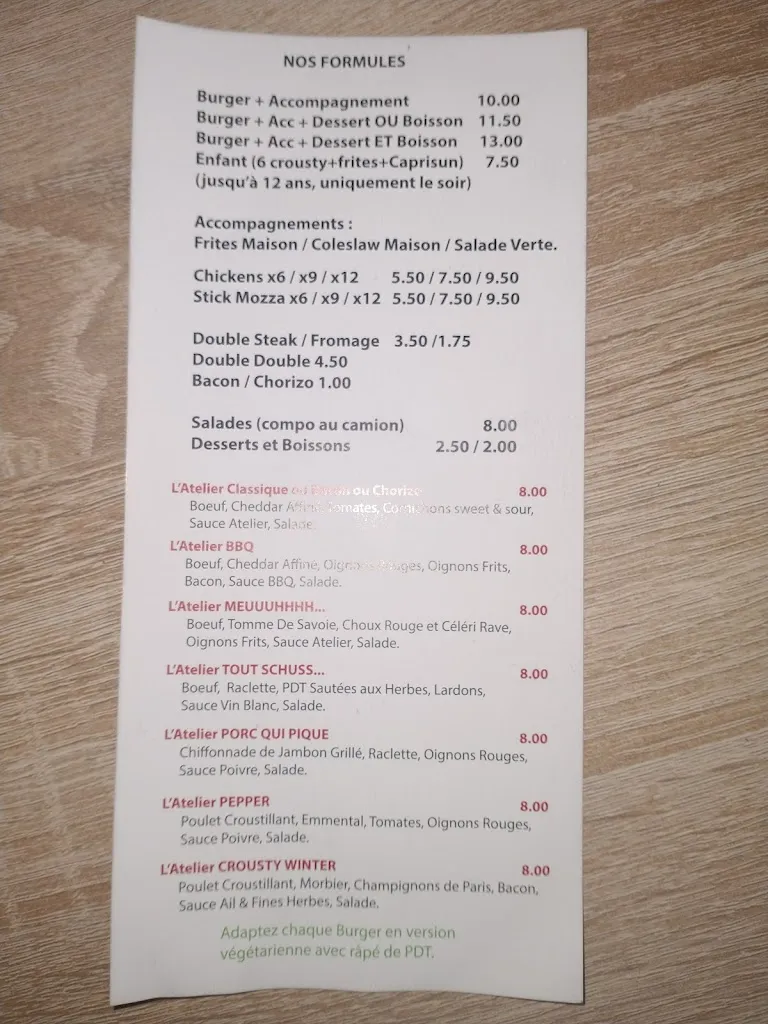 NOS FORMULES
Burger + Accompagnement 10.00
Burger + Acc + Dessert OU Boisson 11.50
Burger + Acc + Dessert ET Boisson 13.00
Enfant (6 crousty+frites+Caprisun) 7.50
(jusqu'à 12 ans, uniquement le soir)
Accompagnements :
Frites Maison / Coleslaw Maison / Salade Verte.
Chickens x6 / x9 / x12 5.50 / 7.50 / 9.50
Stick Mozza x6 / x9 / x12 5.50 / 7.50 / 9.50
Double Steak / Fromage 3.50 /1.75
Double Double 4.50
Bacon / Chorizo 1.00
Salades (compo au camion) 8.00
Desserts et Boissons 2.50 / 2.00
L'Atelier Classique ou Bacon ou Chorizo 8.00
Boeuf, Cheddar Affiné, Tomates, Cornichons sweet & sour,
Sauce Atelier, Salade.
L'Atelier BBQ 8.00
Boeuf, Cheddar Affiné, Oignons Rouges, Oignons Frits,
Bacon, Sauce BBQ, Salade.
L'Atelier MEUUUHHHH... 8.00
Boeuf, Tomme De Savoie, Choux Rouge et Céléri Rave,
Oignons Frits, Sauce Atelier, Salade.
L'Atelier TOUT SCHUSS... 8.00
Boeuf, Raclette, PDT Sautées aux Herbes, Lardons,
Sauce Vin Blanc, Salade.
L'Atelier PORC QUI PIQUE 8.00
Chiffonnade de Jambon Grillé, Raclette, Oignons Rouges,
Sauce Poivre, Salade.
L'Atelier PEPPER 8.00
Poulet Croustillant, Emmental, Tomates, Oignons Rouges,
Sauce Poivre, Salade.
L'Atelier CROUSTY WINTER 8.00
Poulet Croustillant, Morbier, Champignons de Paris, Bacon,
Sauce Ail & Fines Herbes, Salade.
Adaptez chaque Burger en version
végétarienne avec râpé de PDT.